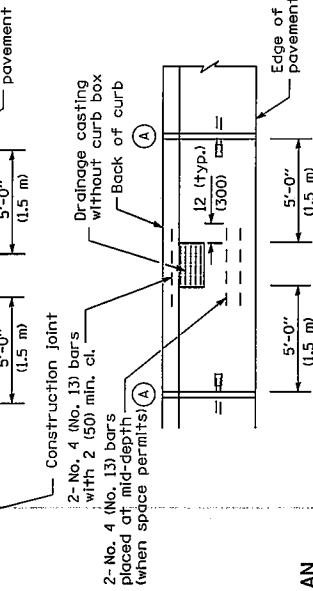 pavement
5'-0"
(1.5 m)
5'-0"
(1.5 m)
Construction joint
2- No. 4 (No. 13) bars
with 2 (50) min. cl.
2- No. 4 (No. 13) bars
placed at mid-depth
(when space permits)
Drainage casting
without curb box
Back of curb
A
A
12 (typ.)
(300)
Edge of
pavement
5'-0"
(1.5 m)
5'-0"
(1.5 m)
AN